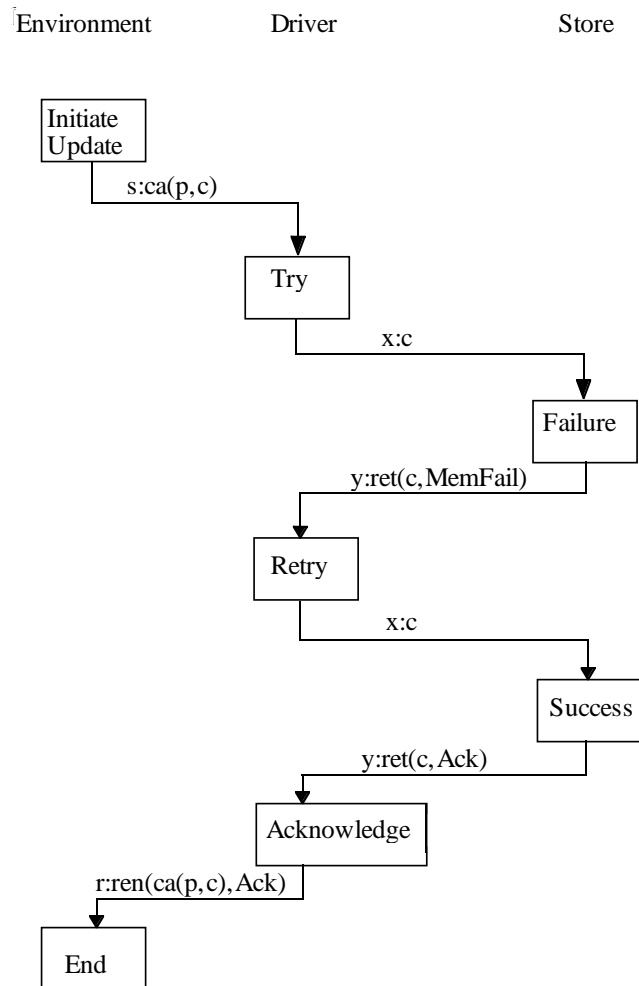 Environment Driver Store
Initiate
Update
s:ca(p,c)
Try
x:c
Failure
y:ret(c,MemFail)
Retry
x:c
Success
y:ret(c,Ack)
Acknowledge
r:ren(ca(p,c),Ack)
End